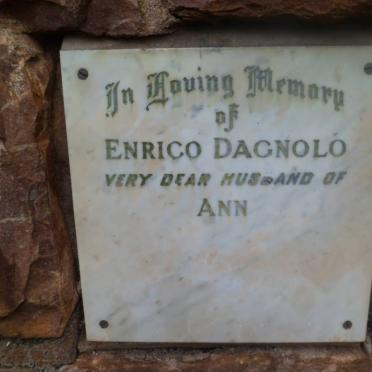 In Loving Memory
of
ENRICO DAGNOLO
VERY DEAR HUSBAND OF
ANN